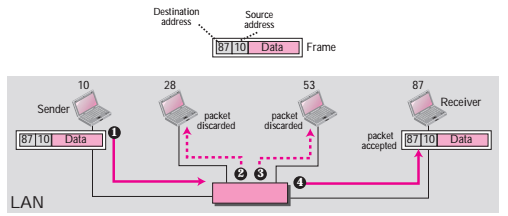 Destination address
Source address
87 10 Data Frame
10
28
53
87
Sender
packet discarded
packet discarded
Receiver
packet accepted
1
87 10 Data
87 10 Data
2
3
4
LAN